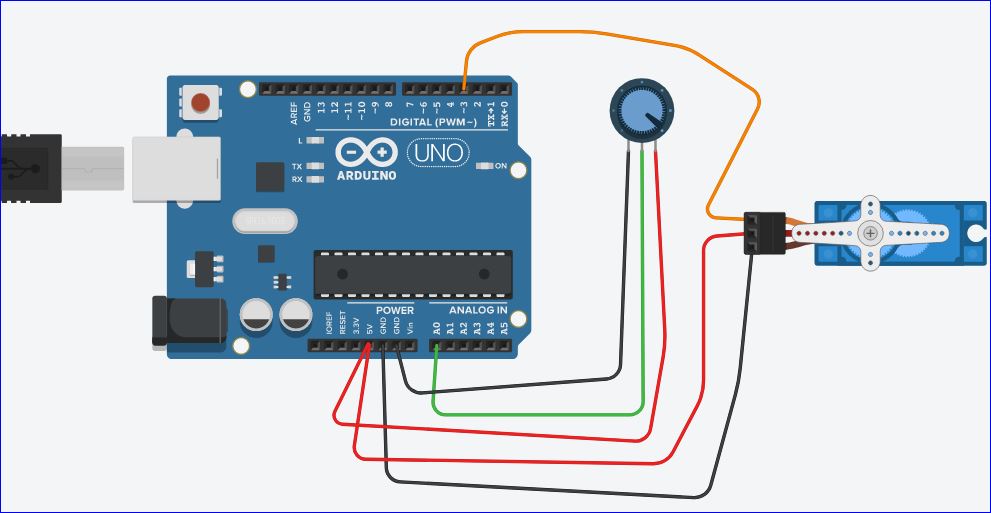 AREF
GND
13
12
~11
~10
~9
8
7
~6
~5
4
~3
2
TX→1
RX←0
DIGITAL (PWM~)
L
TX
RX
UNO
ON
ARDUINO
POWER
ANALOG IN
IOREF
RESET
3.3V
5V
GND
GND
Vin
A0
A1
A2
A3
A4
A5